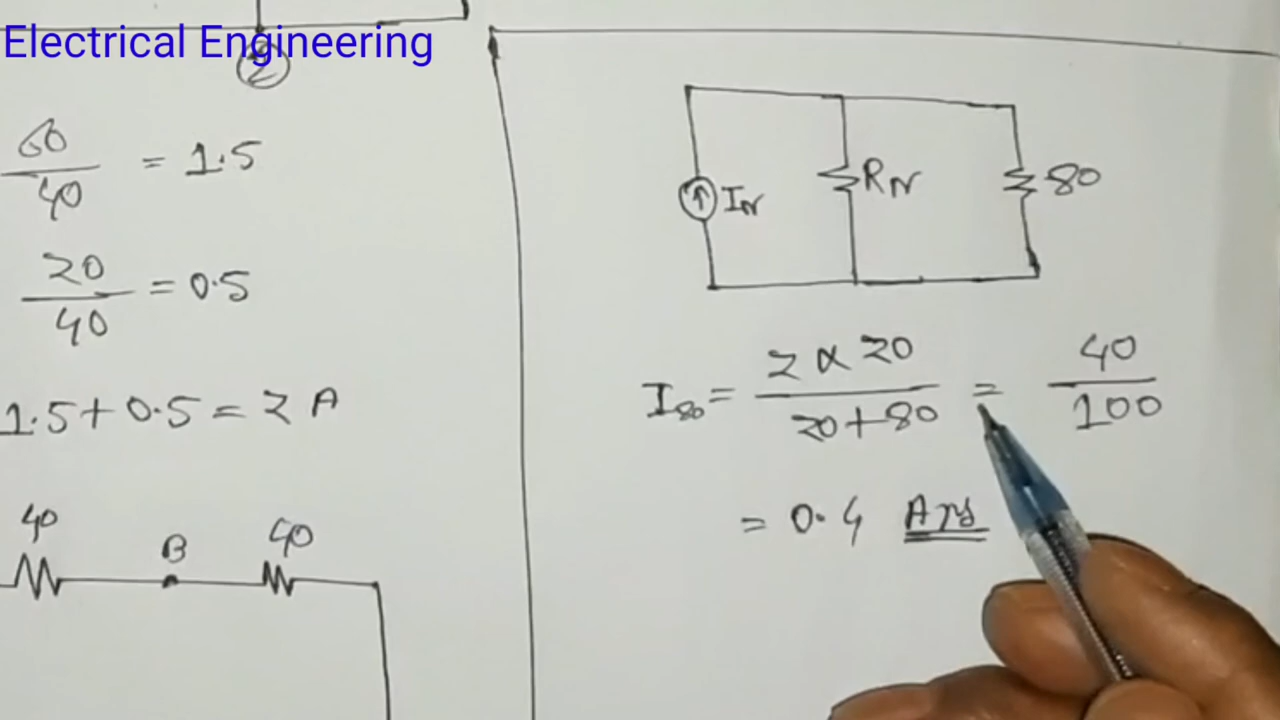 Electrical Engineering
2
60/40 = 1.5
20/40 = 0.5
1.5 + 0.5 = 2 A
40 B 40
IN RN 80
I80 = 2 × 20 / 20 + 80 = 40 / 100
= 0.4 Ans